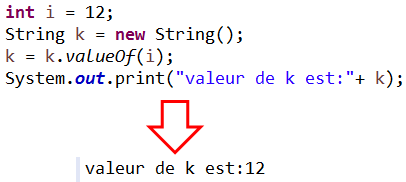 int i = 12;
String k = new String();
k = k.valueOf(i);
System.out.print("valeur de k est:"+ k);
valeur de k est:12